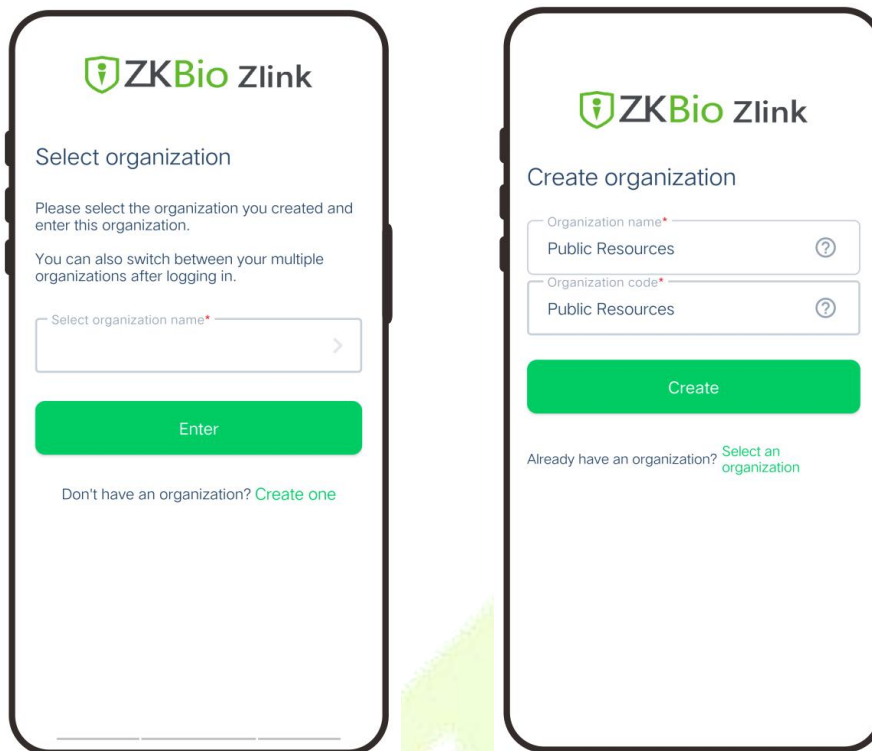 ZKBio Zlink
Select organization
Please select the organization you created and
enter this organization.
You can also switch between your multiple
organizations after logging in.
Select organization name*
Enter
Don't have an organization? Create one
ZKBio Zlink
Create organization
Organization name*
Public Resources
Organization code*
Public Resources
Create
Already have an organization? Select an
organization